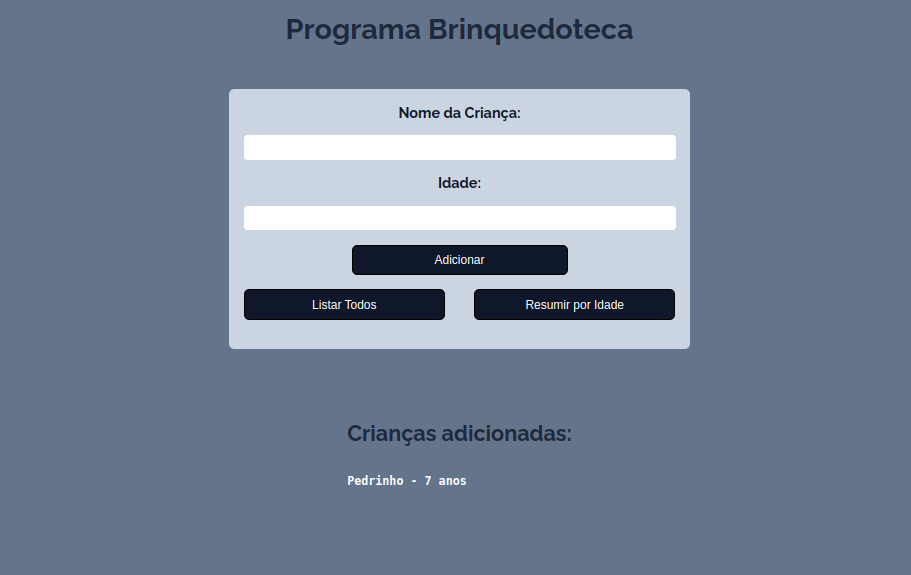 Programa Brinquedoteca
Nome da Criança:
Idade:
Adicionar
Listar Todos
Resumir por Idade
Crianças adicionadas:
Pedrinho - 7 anos